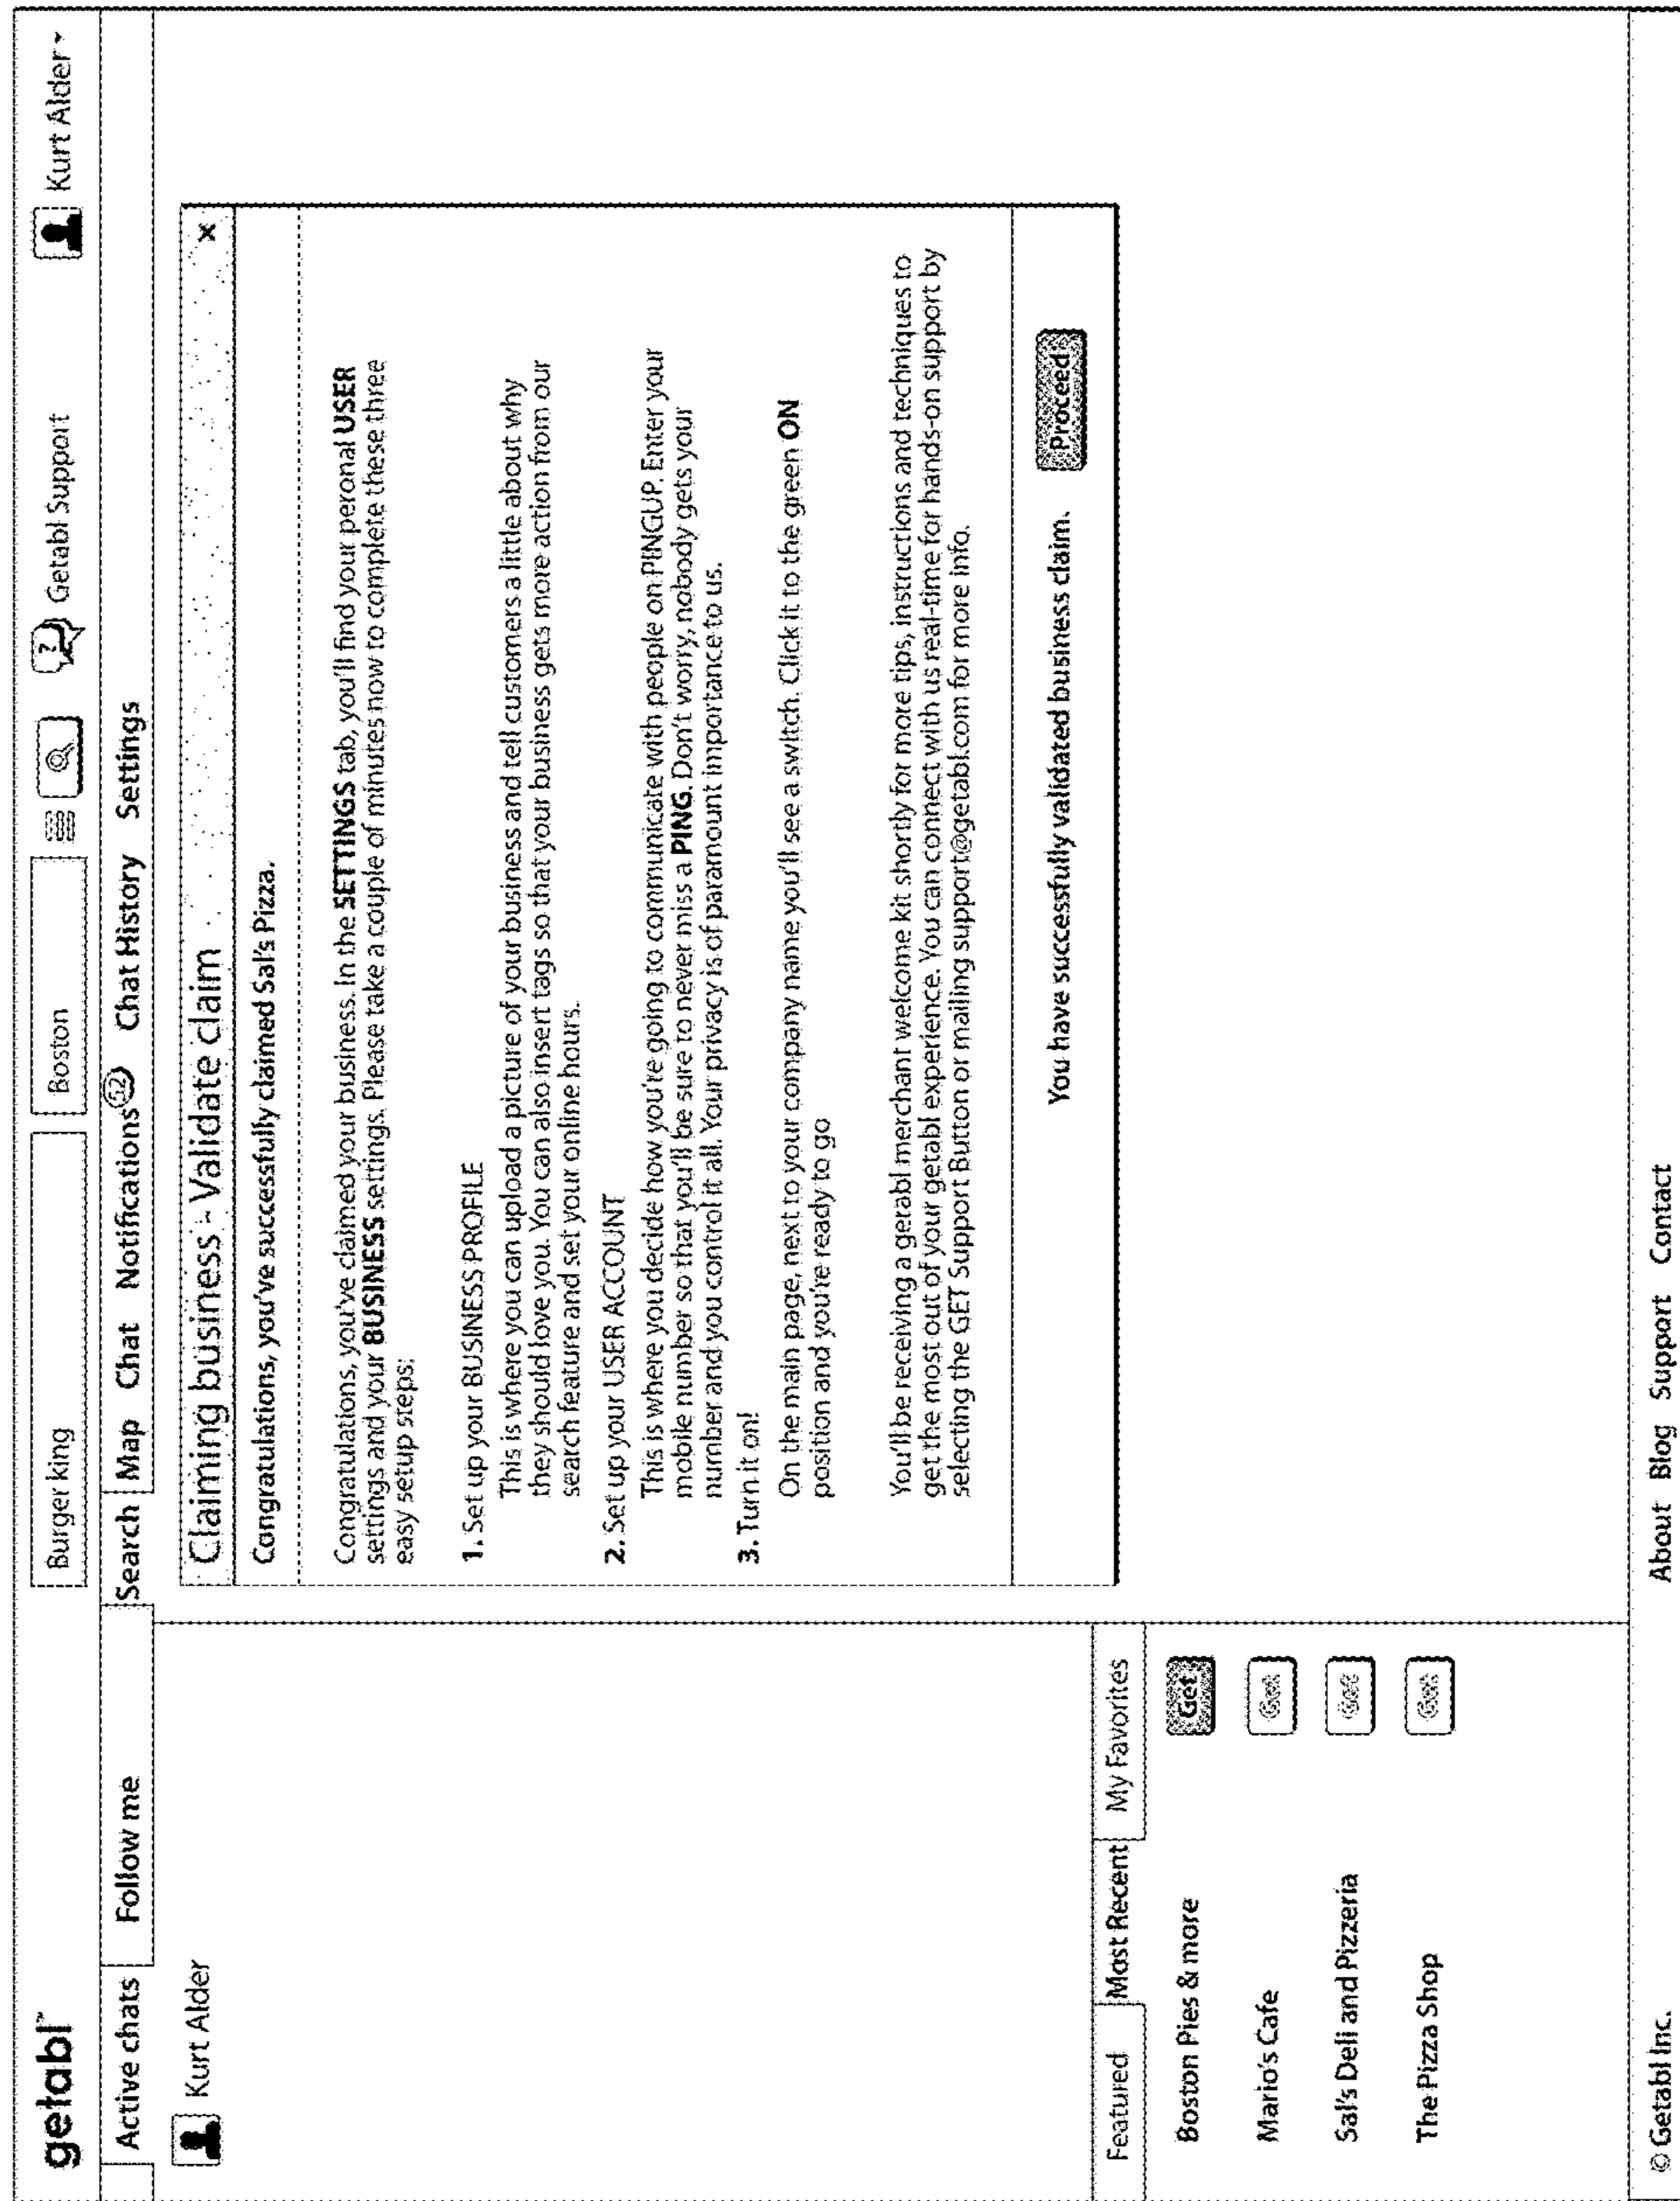 getabl™
Burger king
Boston
Getabl Support
Kurt Alder
Active chats
Follow me
Search
Map
Chat
Notifications 52
Chat History
Settings
Kurt Alder
Claiming business - Validate claim
x
Congratulations, you've successfully claimed Sal's Pizza.
Congratulations, you've claimed your business. In the SETTINGS tab, you'll find your peronal USER
settings and your BUSINESS settings. Please take a couple of minutes now to complete these three
easy setup steps:
1. Set up your BUSINESS PROFILE
This is where you can upload a picture of your business and tell customers a little about why
they should love you. You can also insert tags so that your business gets more action from our
search feature and set your online hours.
2. Set up your USER ACCOUNT
This is where you decide how you're going to communicate with people on PINGUP. Enter your
mobile number so that you'll be sure to never miss a PING. Don't worry, nobody gets your
number and you control it all. Your privacy is of paramount importance to us.
3. Turn it on!
On the main page, next to your company name you'll see a switch. Click it to the green ON
position and you're ready to go
You'll be receiving a gerabl merchant welcome kit shortly for more tips, instructions and techniques to
get the most out of your getabl experience. You can connect with us real-time for hands-on support by
selecting the GET Support Button or mailing support@getabl.com for more info.
You have successfully validated business claim.
Proceed
Featured
Most Recent
My Favorites
Boston Pies & more
Get
Mario's Cafe
Get
Sal's Deli and Pizzeria
Get
The Pizza Shop
Get
© Getabl Inc.
About
Blog
Support
Contact